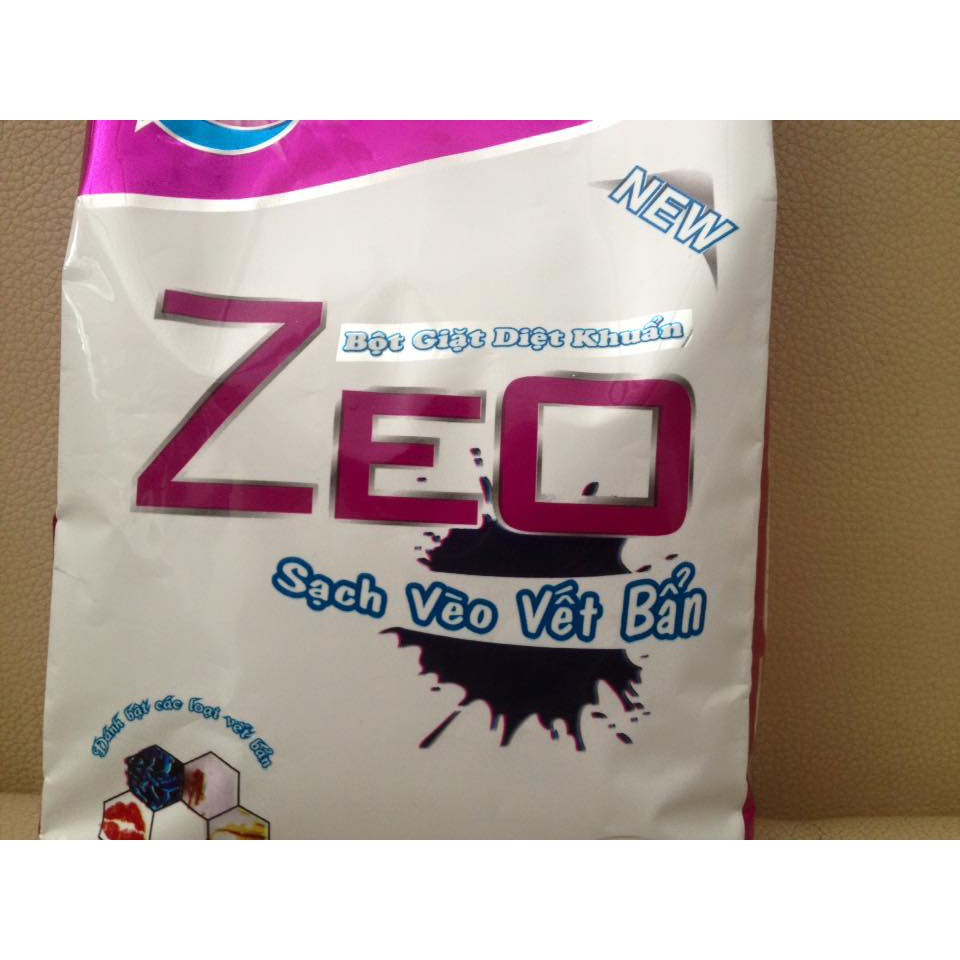 NEW
Bột Giặt Diệt Khuẩn
ZEO
Sạch Vèo Vết Bẩn
Đánh bật các loại vết bẩn